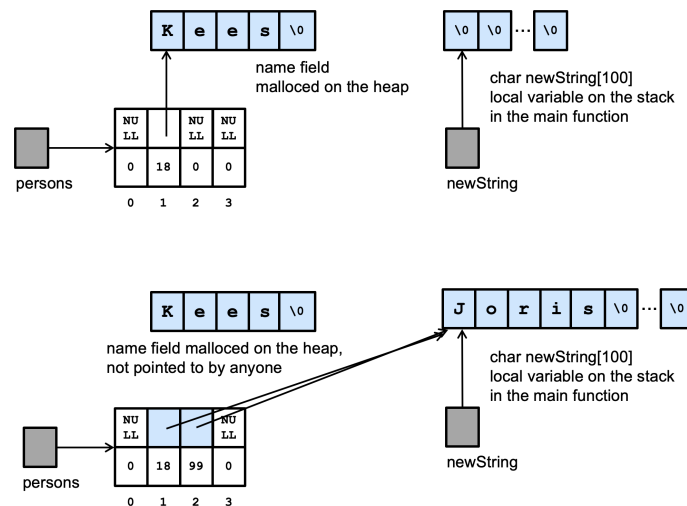 K e e s \0
\0 \0 ... \0
name field
malloced on the heap
char newString[100]
local variable on the stack
in the main function
NU LL NU LL NU LL
0 18 0 0
0 1 2 3
persons
newString
K e e s \0
J o r i s \0 ... \0
name field malloced on the heap,
not pointed to by anyone
char newString[100]
local variable on the stack
in the main function
NU LL NU LL
0 18 99 0
0 1 2 3
persons
newString